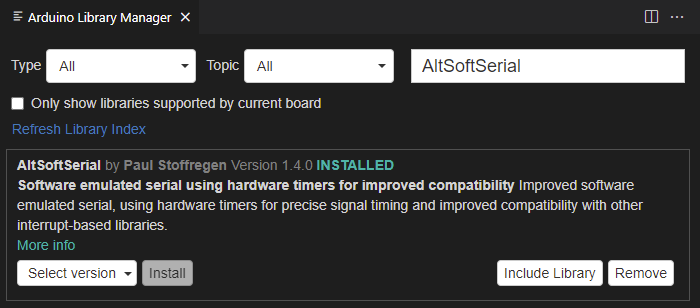 Arduino Library Manager
Type All Topic All AltSoftSerial
Only show libraries supported by current board
Refresh Library Index
AltSoftSerial by Paul Stoffregen Version 1.4.0 INSTALLED
Software emulated serial using hardware timers for improved compatibility Improved software
emulated serial, using hardware timers for precise signal timing and improved compatibility with other
interrupt-based libraries.
More info
Select version Install Include Library Remove